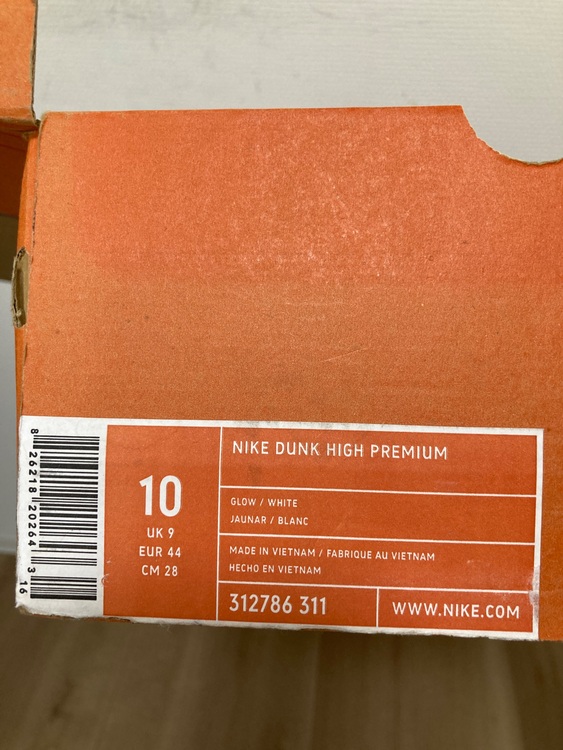 NIKE DUNK HIGH PREMIUM
10
UK 9
EUR 44
CM 28
GLOW / WHITE
JAUNAR / BLANC
MADE IN VIETNAM / FABRIQUE AU VIETNAM
HECHO EN VIETNAM
312786 311
WWW.NIKE.COM
8 26218 20264 3 16